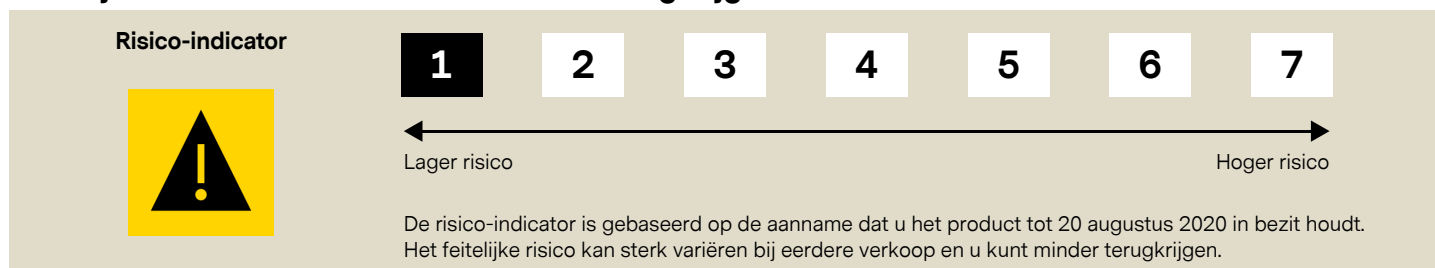 Risico-indicator
1 2 3 4 5 6 7
Lager risico Hoger risico
De risico-indicator is gebaseerd op de aanname dat u het product tot 20 augustus 2020 in bezit houdt.
Het feitelijke risico kan sterk variëren bij eerdere verkoop en u kunt minder terugkrijgen.